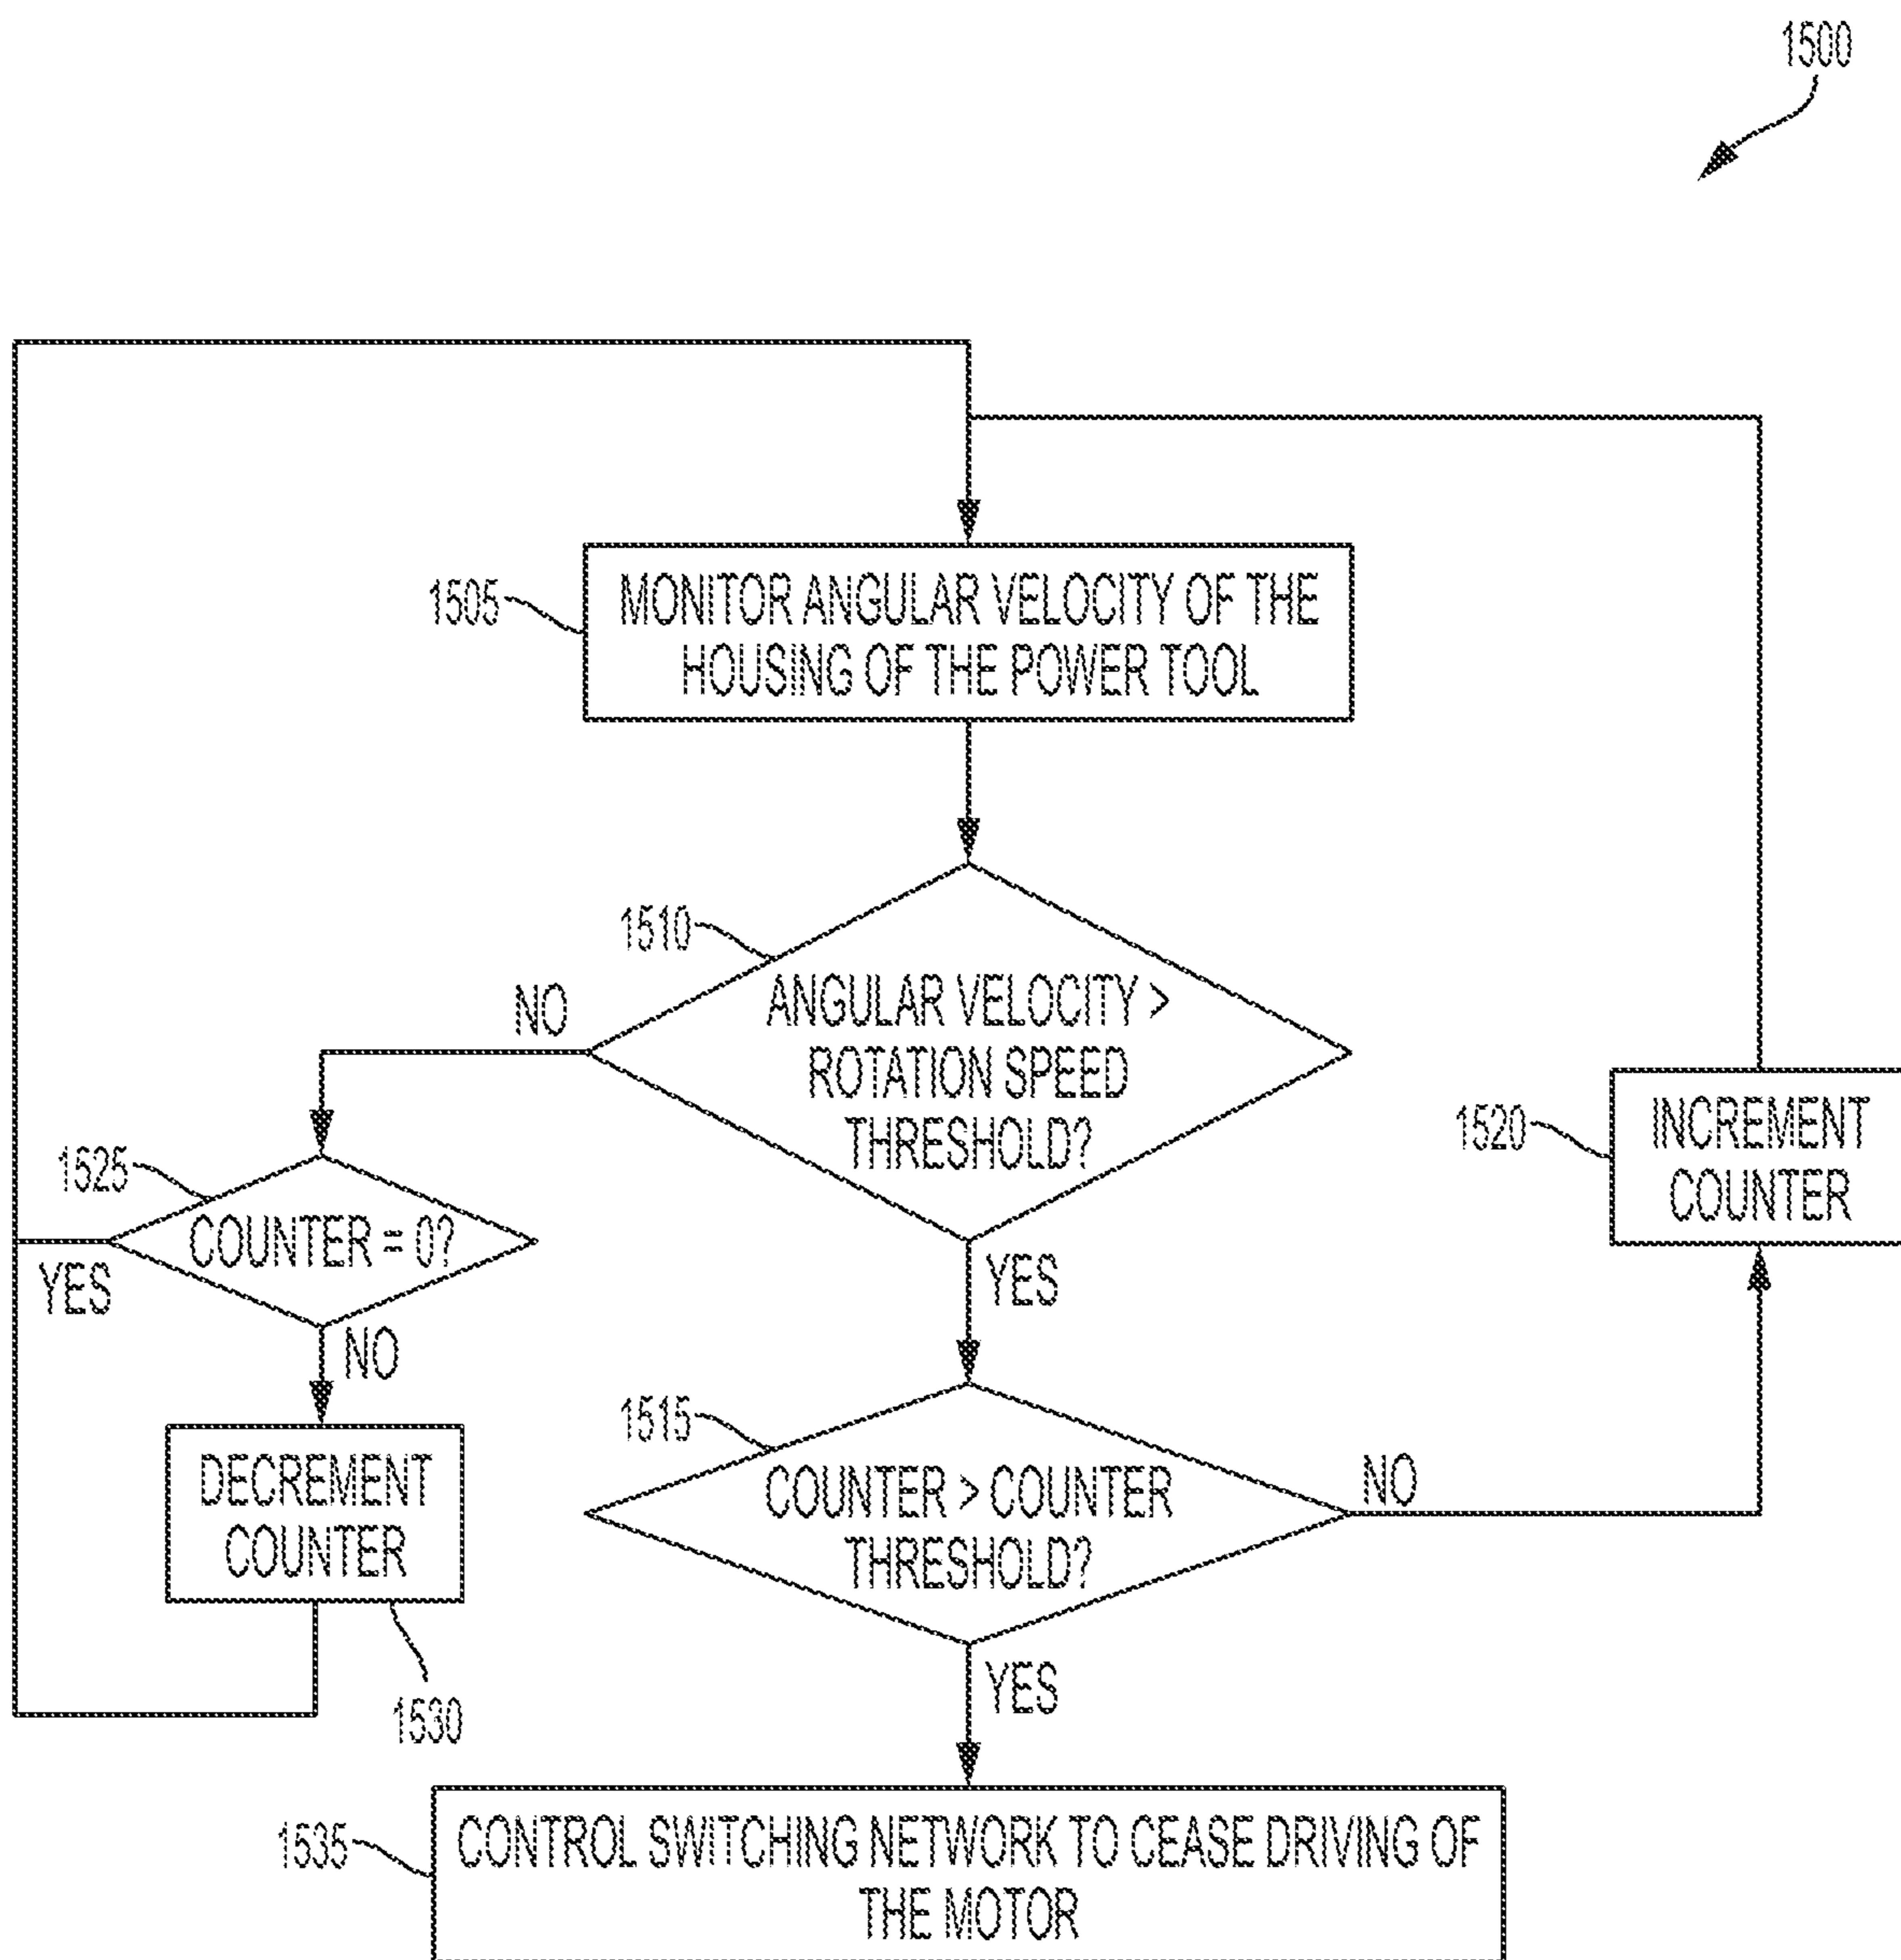 1500
1505
MONITOR ANGULAR VELOCITY OF THE
HOUSING OF THE POWER TOOL
1510
NO
ANGULAR VELOCITY >
ROTATION SPEED
THRESHOLD?
YES
1520
INCREMENT
COUNTER
1525
COUNTER = 0?
YES
NO
DECREMENT
COUNTER
1530
1515
COUNTER > COUNTER
THRESHOLD?
NO
YES
1535
CONTROL SWITCHING NETWORK TO CEASE DRIVING OF
THE MOTOR